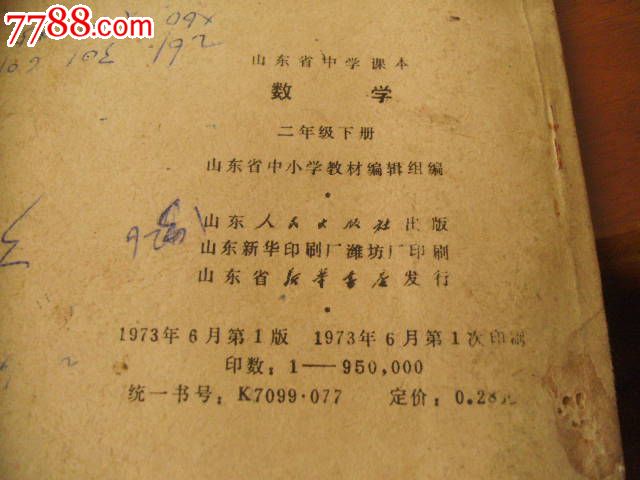 7788.com
山东省中学课本
数 学
二年级下册
山东省中小学教材编辑组编
山东人民出版社出版
山东新华印刷厂潍坊厂印刷
山东省新华书店发行
1973年6月第1版 1973年6月第1次印刷
印数：1—950,000
统一书号：K7099·077 定价：0.28元